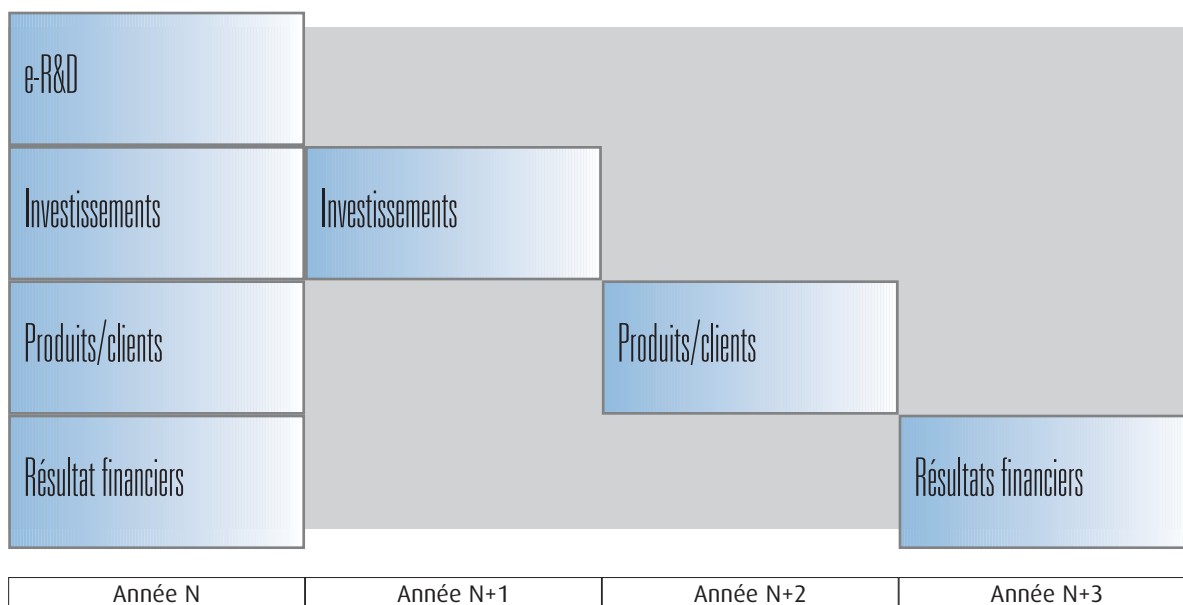 e-R&D
Investissements
Investissements
Produits/clients
Produits/clients
Résultat financiers
Résultats financiers
Année N
Année N+1
Année N+2
Année N+3